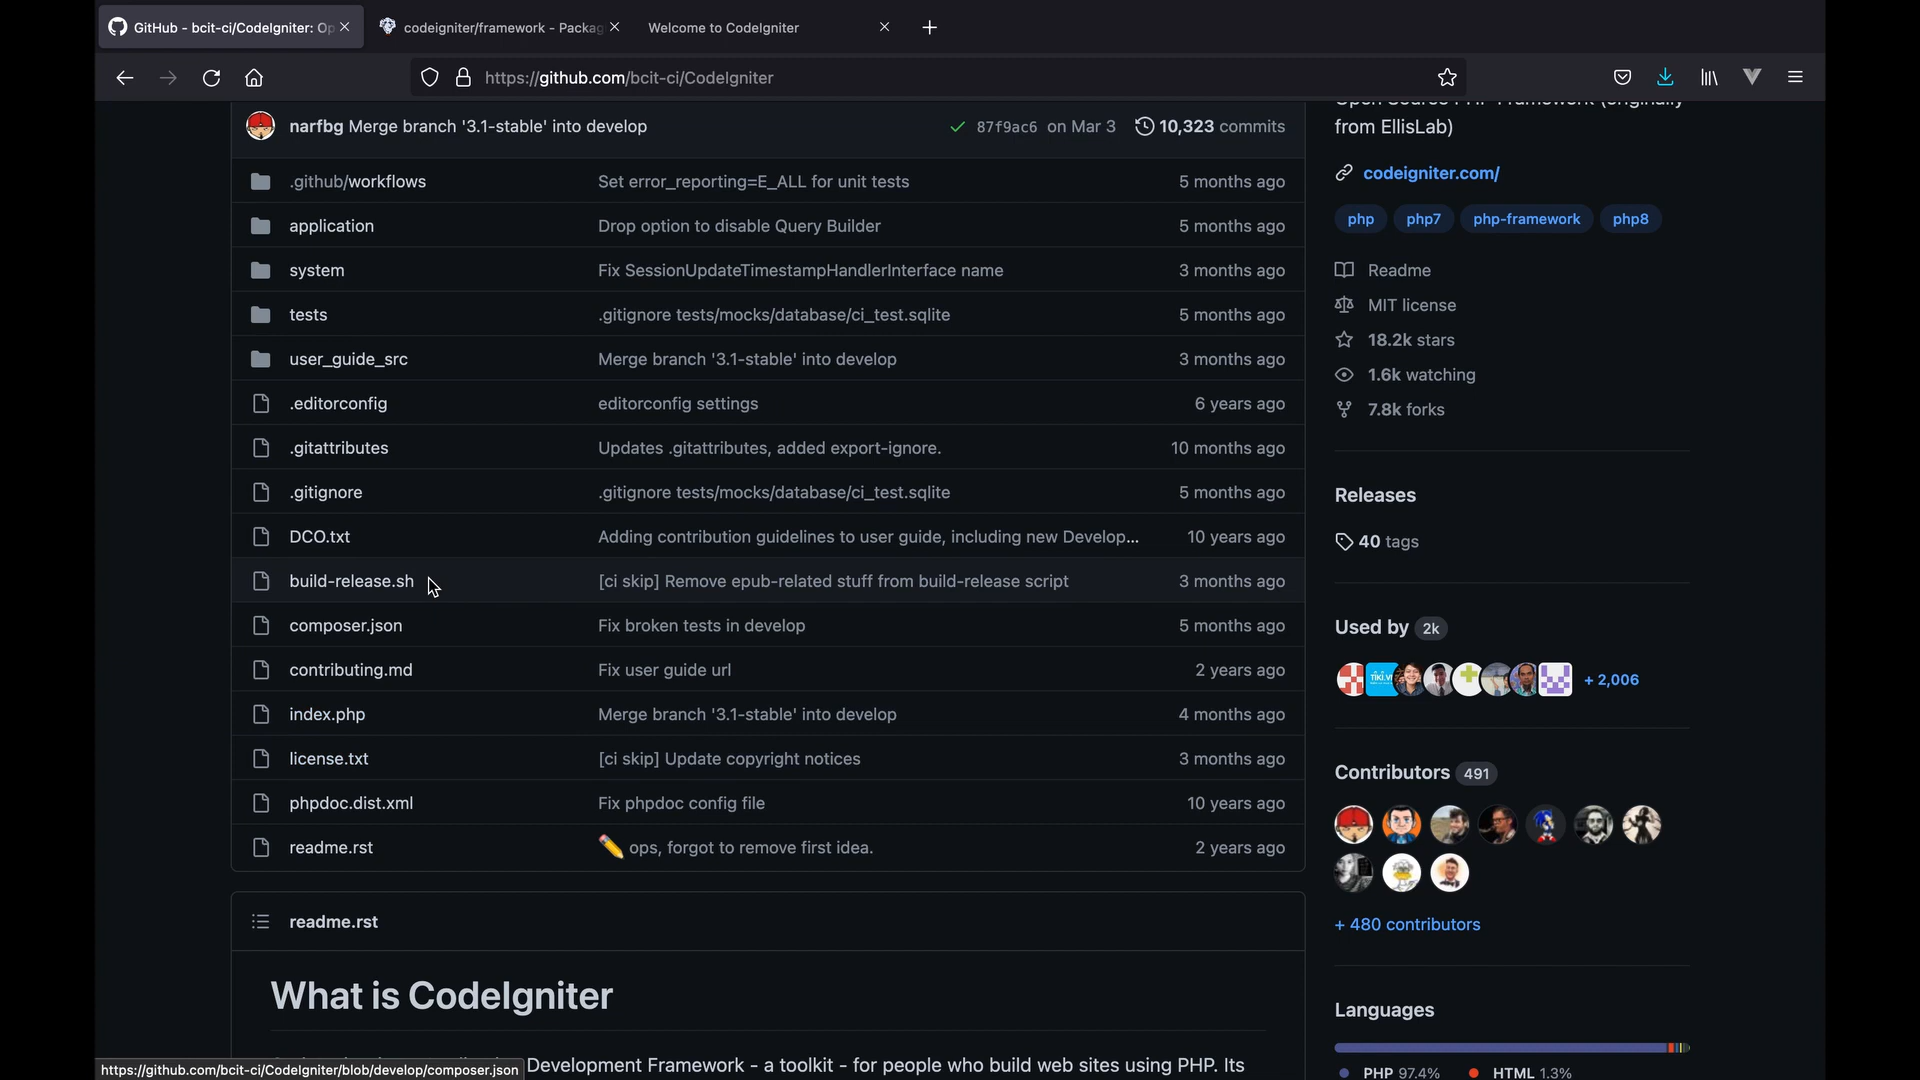 GitHub - bcit-ci/CodeIgniter: Op
codeigniter/framework - Packag
Welcome to CodeIgniter
https://github.com/bcit-ci/CodeIgniter
narfbg Merge branch '3.1-stable' into develop 87f9ac6 on Mar 3 10,323 commits
.github/workflows Set error_reporting=E_ALL for unit tests 5 months ago
application Drop option to disable Query Builder 5 months ago
system Fix SessionUpdateTimestampHandlerInterface name 3 months ago
tests .gitignore tests/mocks/database/ci_test.sqlite 5 months ago
user_guide_src Merge branch '3.1-stable' into develop 3 months ago
.editorconfig editorconfig settings 6 years ago
.gitattributes Updates .gitattributes, added export-ignore. 10 months ago
.gitignore .gitignore tests/mocks/database/ci_test.sqlite 5 months ago
DCO.txt Adding contribution guidelines to user guide, including new Develop... 10 years ago
build-release.sh [ci skip] Remove epub-related stuff from build-release script 3 months ago
composer.json Fix broken tests in develop 5 months ago
contributing.md Fix user guide url 2 years ago
index.php Merge branch '3.1-stable' into develop 4 months ago
license.txt [ci skip] Update copyright notices 3 months ago
phpdoc.dist.xml Fix phpdoc config file 10 years ago
readme.rst ✏️ ops, forgot to remove first idea. 2 years ago
readme.rst
What is CodeIgniter
Development Framework - a toolkit - for people who build web sites using PHP. Its
https://github.com/bcit-ci/CodeIgniter/blob/develop/composer.json
Open Source PHP Framework (originally
from EllisLab)
codeigniter.com/
php php7 php-framework php8
Readme
MIT license
18.2k stars
1.6k watching
7.8k forks
Releases
40 tags
Used by 2k
TIKI.VN
+ 2,006
Contributors 491
+ 480 contributors
Languages
PHP 97.4% HTML 1.3%